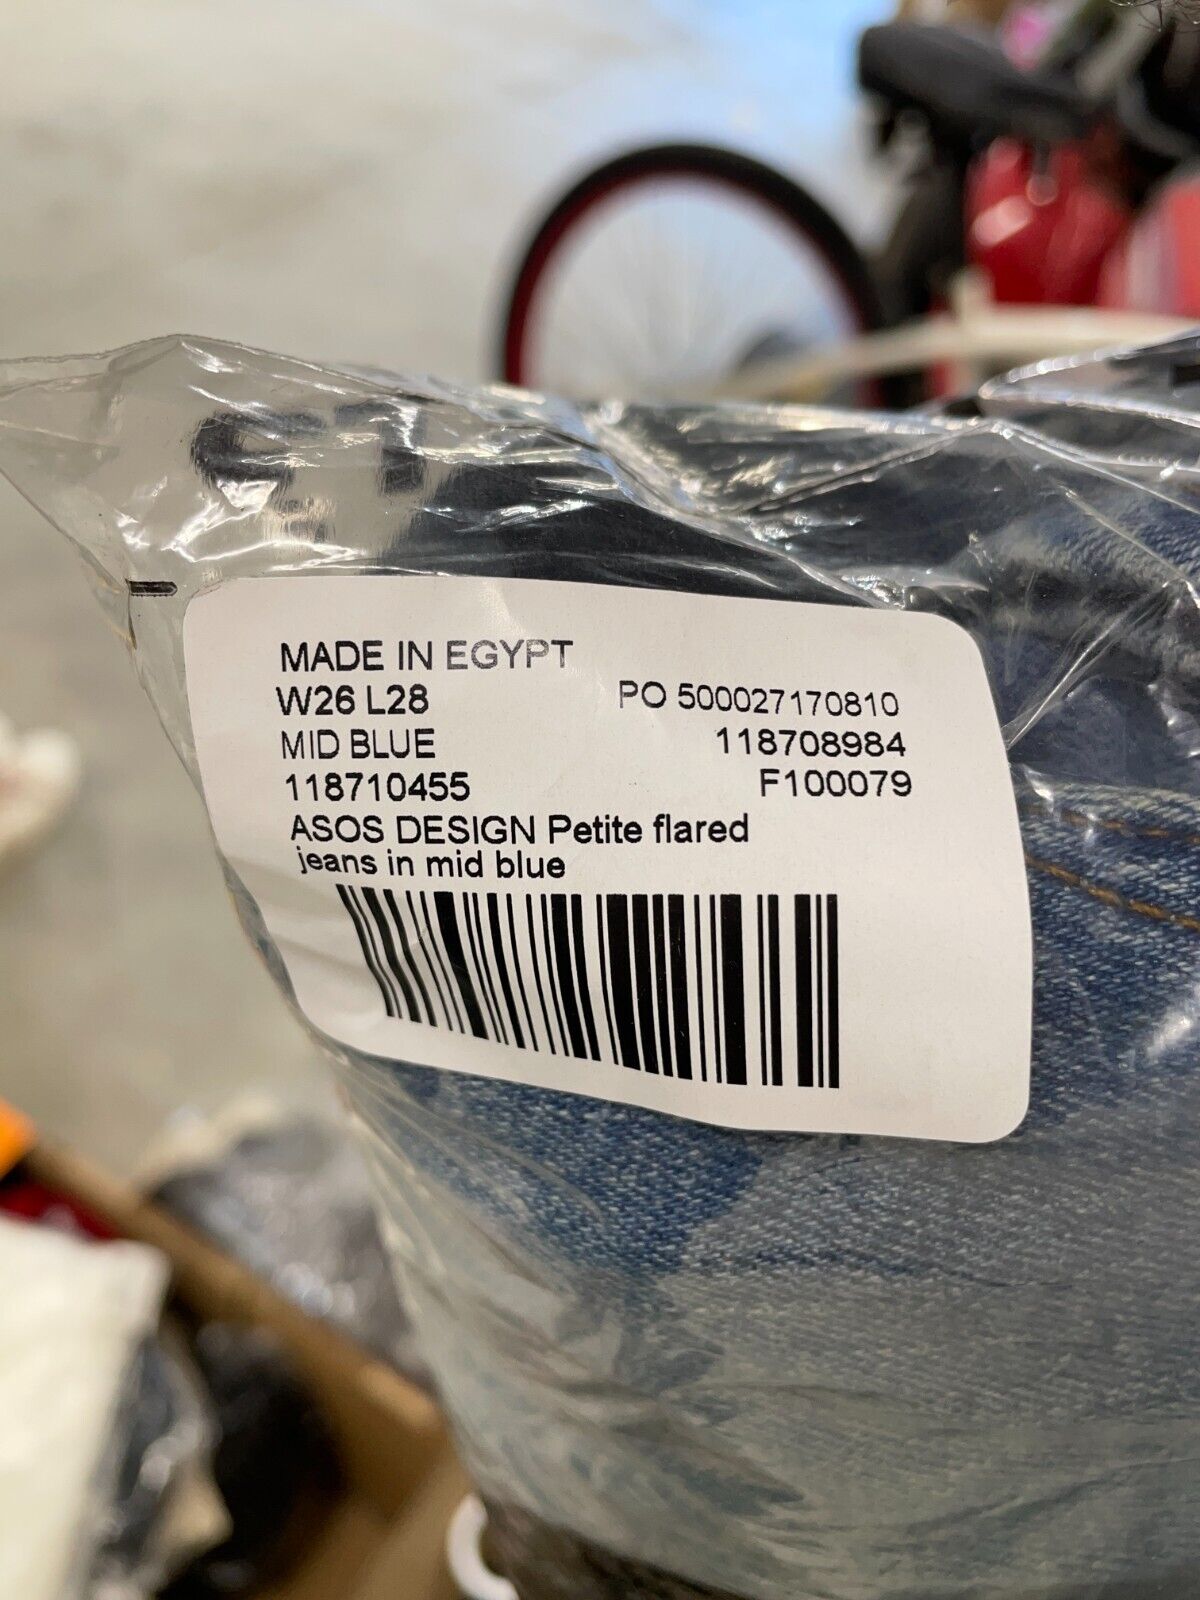 MADE IN EGYPT
W26 L28 PO 500027170810
MID BLUE 118708984
118710455 F100079
ASOS DESIGN Petite flared
jeans in mid blue